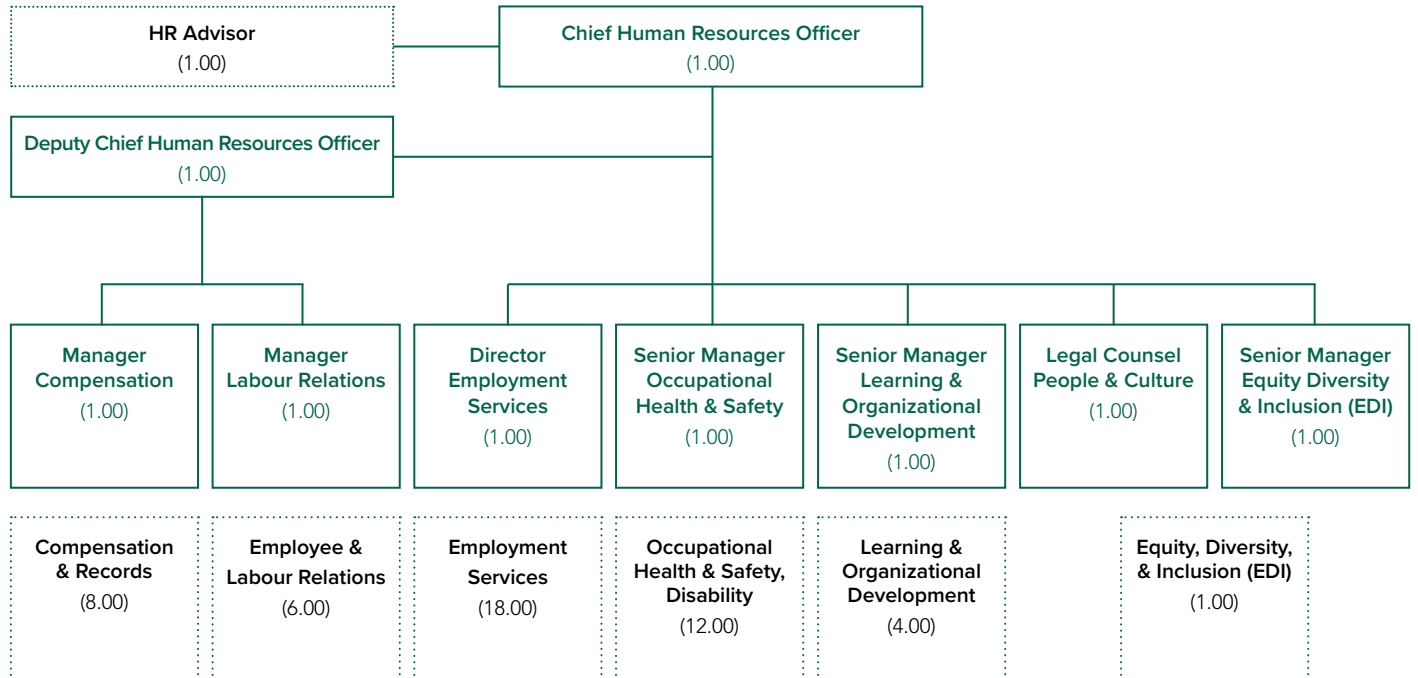 HR Advisor
(1.00)
Chief Human Resources Officer
(1.00)
Deputy Chief Human Resources Officer
(1.00)
Manager
Compensation
(1.00)
Manager
Labour Relations
(1.00)
Director
Employment
Services
(1.00)
Senior Manager
Occupational
Health & Safety
(1.00)
Senior Manager
Learning &
Organizational
Development
(1.00)
Legal Counsel
People & Culture
(1.00)
Senior Manager
Equity Diversity
& Inclusion (EDI)
(1.00)
Compensation
& Records
(8.00)
Employee &
Labour Relations
(6.00)
Employment
Services
(18.00)
Occupational
Health & Safety,
Disability
(12.00)
Learning &
Organizational
Development
(4.00)
Equity, Diversity,
& Inclusion (EDI)
(1.00)